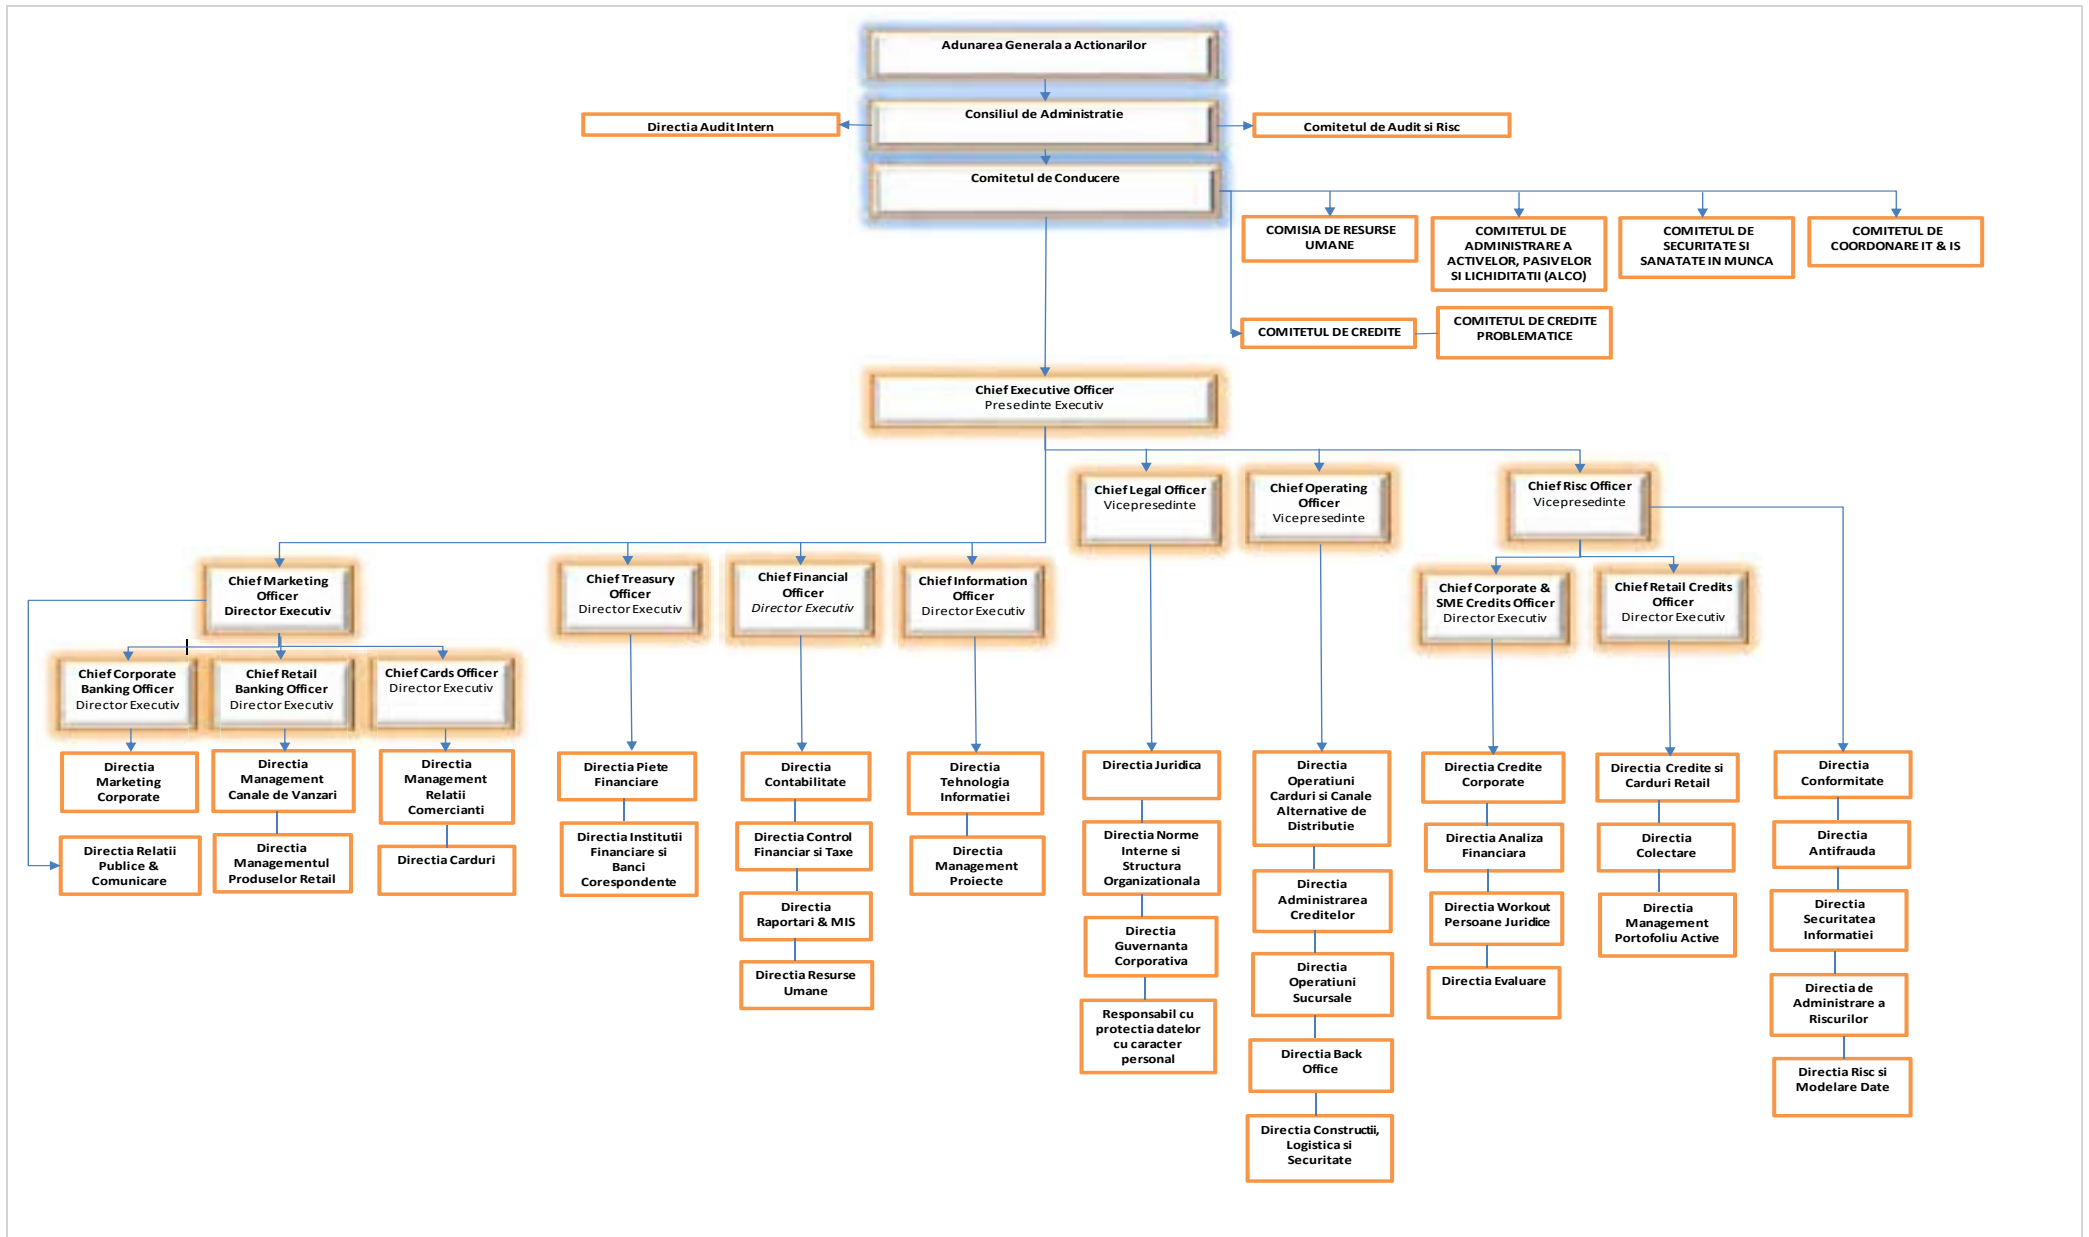 Adunarea Generala a Actionarilor
Consiliul de Administratie
Directia Audit Intern
Comitetul de Audit si Risc
Comitetul de Conducere
COMISIA DE RESURSE
UMANE
COMITETUL DE
ADMINISTRARE A
ACTIVELOR, PASIVELOR
SI LICHIDITATII (ALCO)
COMITETUL DE
SECURITATE SI
SANATATE IN MUNCA
COMITETUL DE
COORDONARE IT & IS
COMITETUL DE CREDITE
COMITETUL DE CREDITE
PROBLEMATICE
Chief Executive Officer
Presedinte Executiv
Chief Legal Officer
Vicepresedinte
Chief Operating
Officer
Vicepresedinte
Chief Risc Officer
Vicepresedinte
Chief Marketing
Officer
Director Executiv
Chief Treasury
Officer
Director Executiv
Chief Financial
Officer
Director Executiv
Chief Information
Officer
Director Executiv
Chief Corporate &
SME Credits Officer
Director Executiv
Chief Retail Credits
Officer
Director Executiv
Chief Corporate
Banking Officer
Director Executiv
Chief Retail
Banking Officer
Director Executiv
Chief Cards Officer
Director Executiv
Directia
Marketing
Corporate
Directia
Management
Canale de Vanzari
Directia
Management
Relatii
Comercianti
Directia Piete
Financiare
Directia
Contabilitate
Directia
Tehnologia
Informatiei
Directia Juridica
Directia
Operatiuni
Carduri si Canale
Alternative de
Distributie
Directia Credite
Corporate
Directia Credite si
Carduri Retail
Directia
Conformitate
Directia Relatii
Publice &
Comunicare
Directia
Managementul
Produselor Retail
Directia Carduri
Directia Institutii
Financiare si
Banci
Corespondente
Directia Control
Financiar si Taxe
Directia
Management
Proiecte
Directia Norme
Interne si
Structura
Organizationala
Directia
Administrarea
Creditelor
Directia Analiza
Financiara
Directia
Colectare
Directia
Antifrauda
Directia
Raportari & MIS
Directia
Guvernanta
Corporativa
Directia
Operatiuni
Sucursale
Directia Workout
Persoane Juridice
Directia
Management
Portofoliu Active
Directia
Securitatea
Informatiei
Directia Resurse
Umane
Responsabil cu
protectia datelor
cu caracter
personal
Directia Back
Office
Directia Evaluare
Directia de
Administrare a
Riscurilor
Directia Constructii,
Logistica si
Securitate
Directia Risc si
Modelare Date